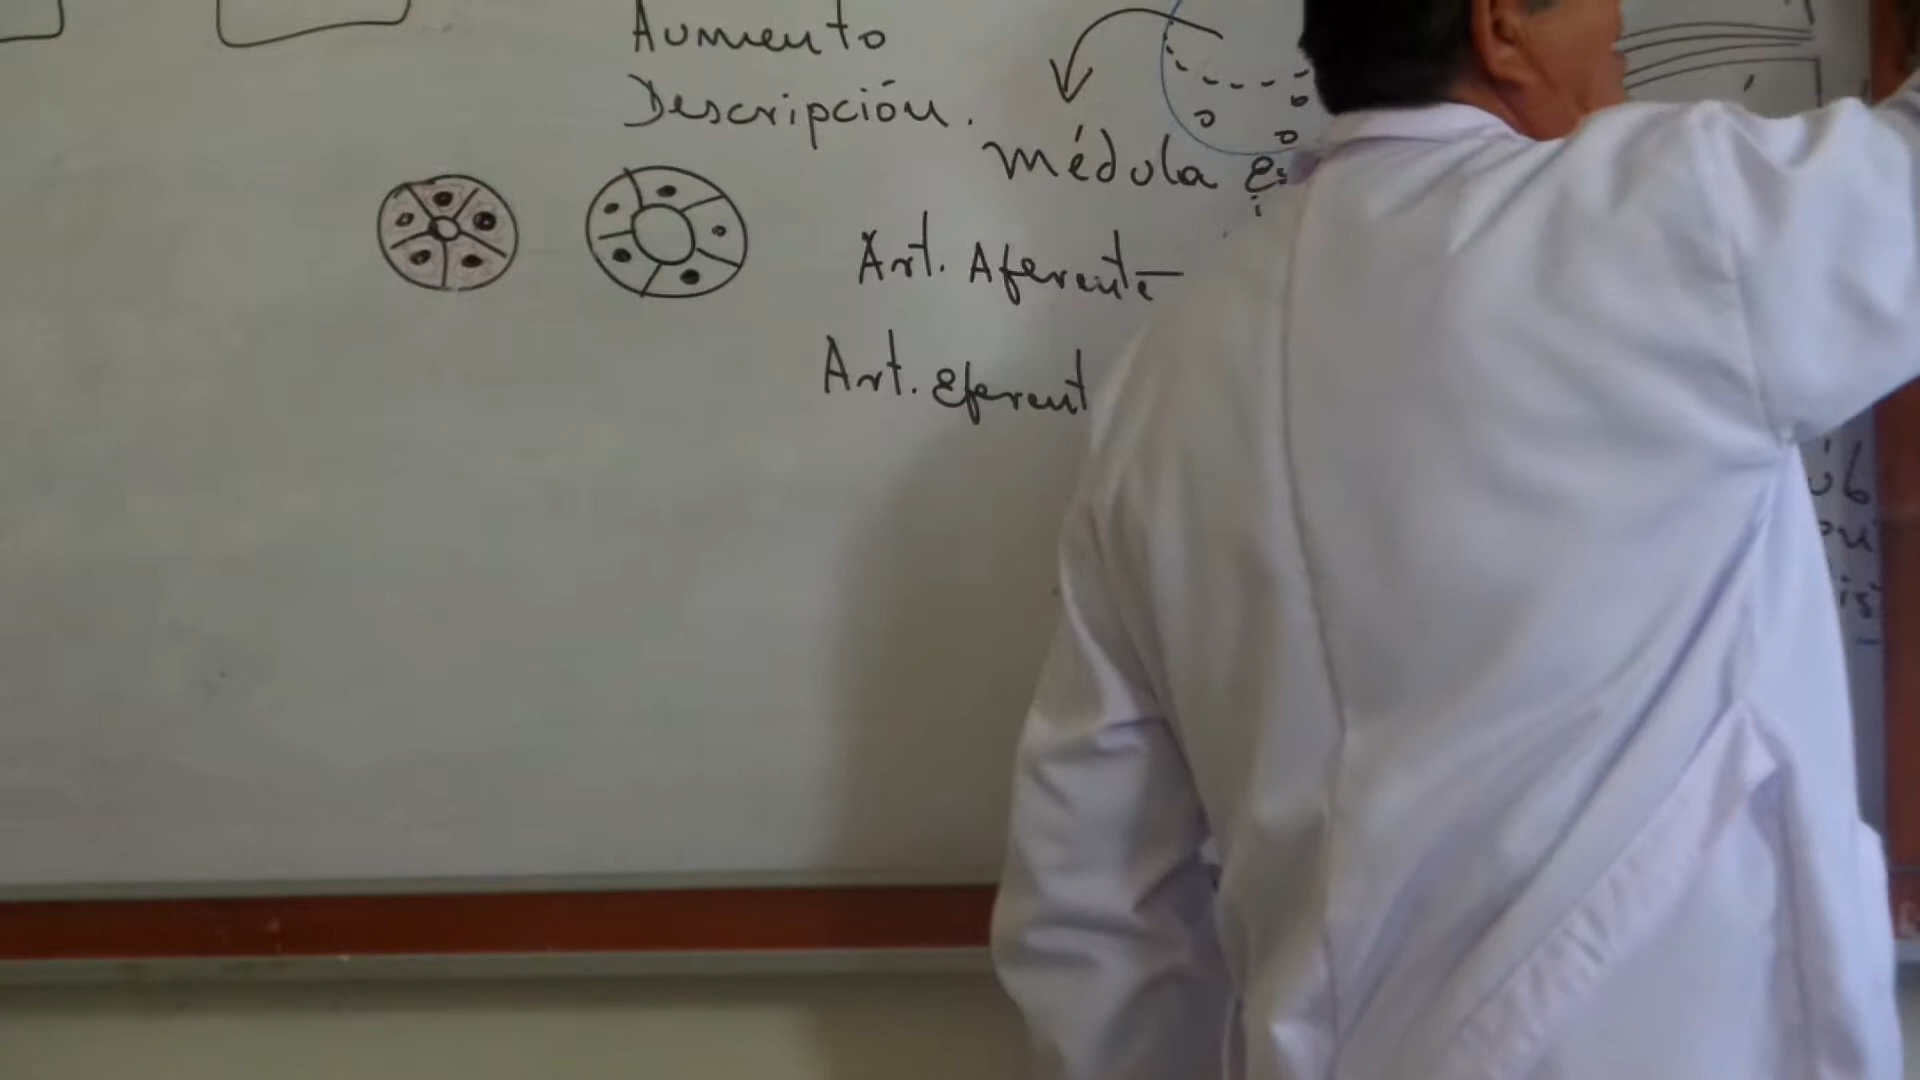 Aumento
Descripción.
Médula
Art. Aferente
Art. Eferent